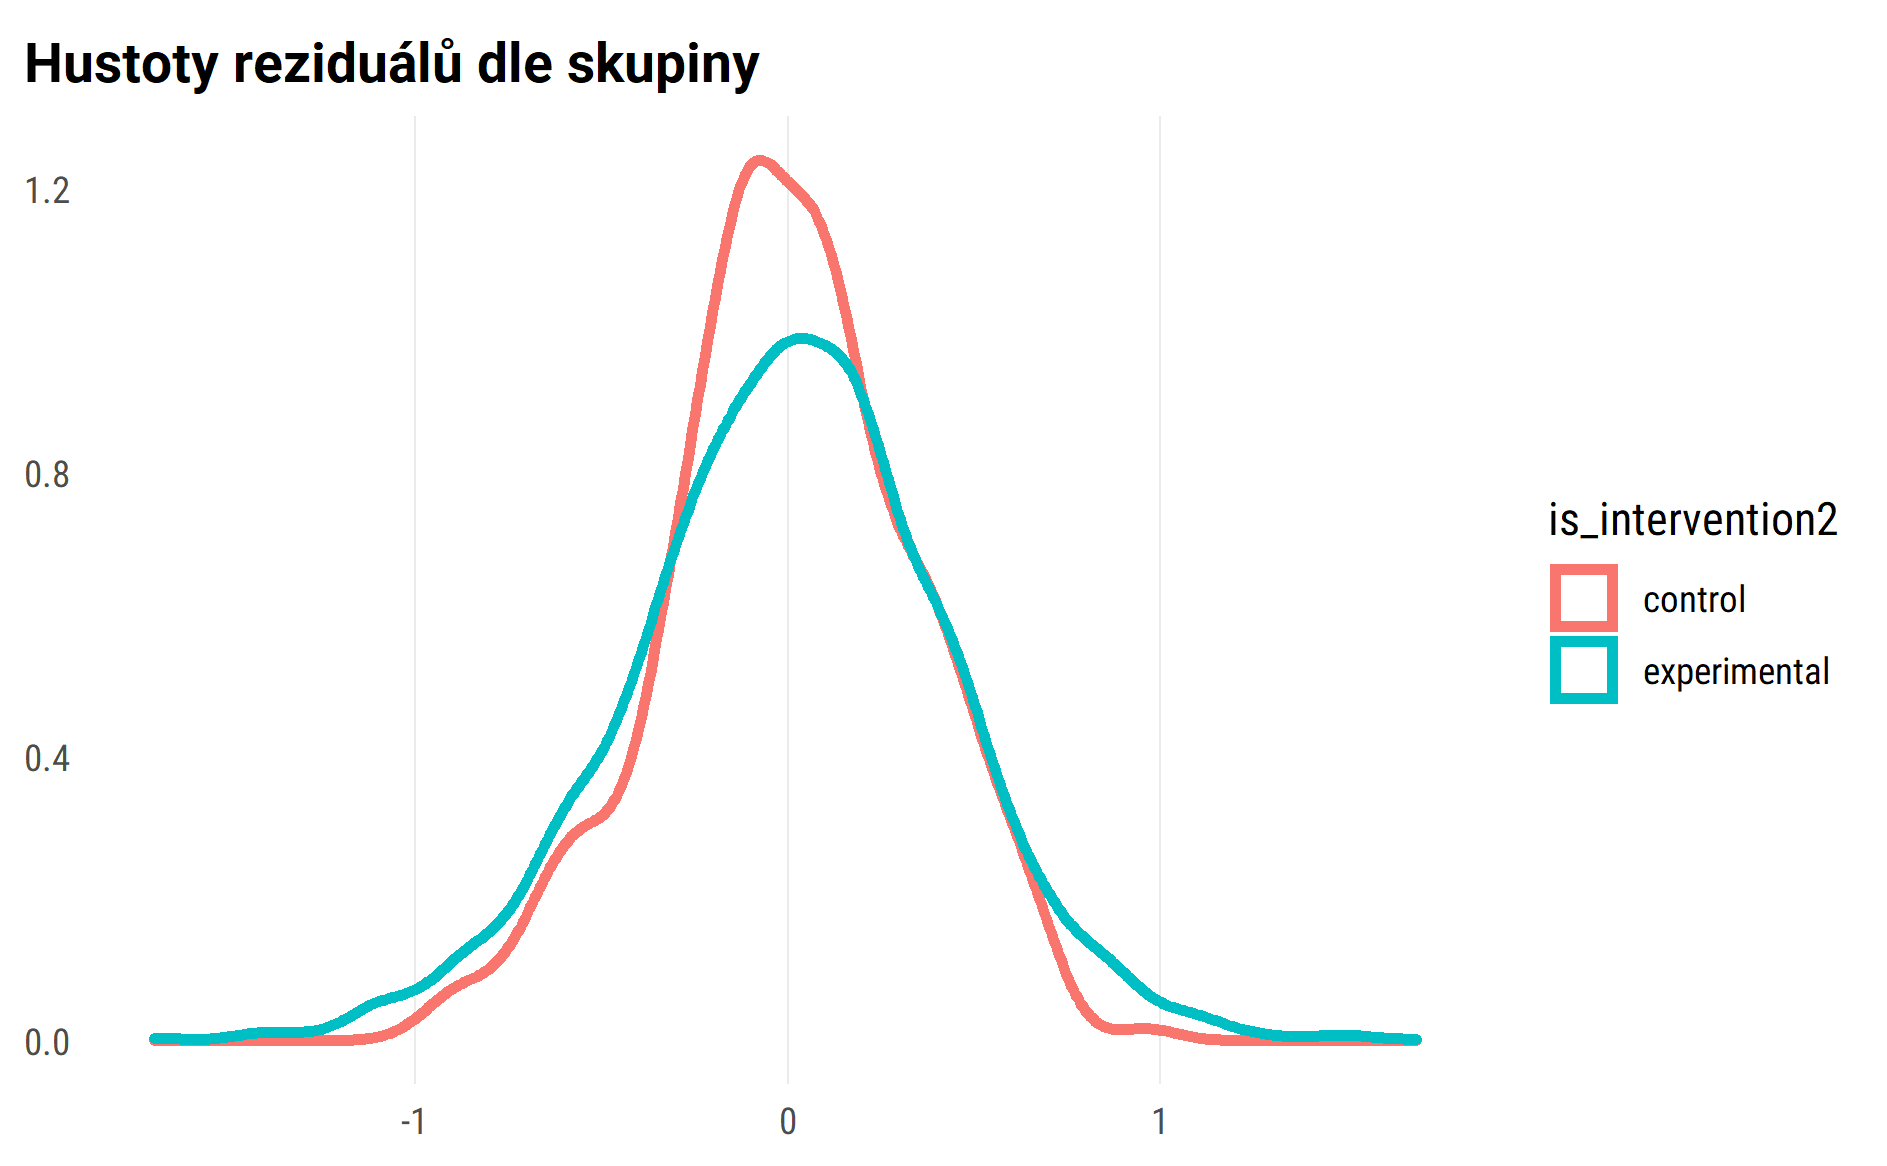 Hustoty reziduálů dle skupiny
1.2
0.8
0.4
0.0
-1
0
1
is_intervention2
control
experimental